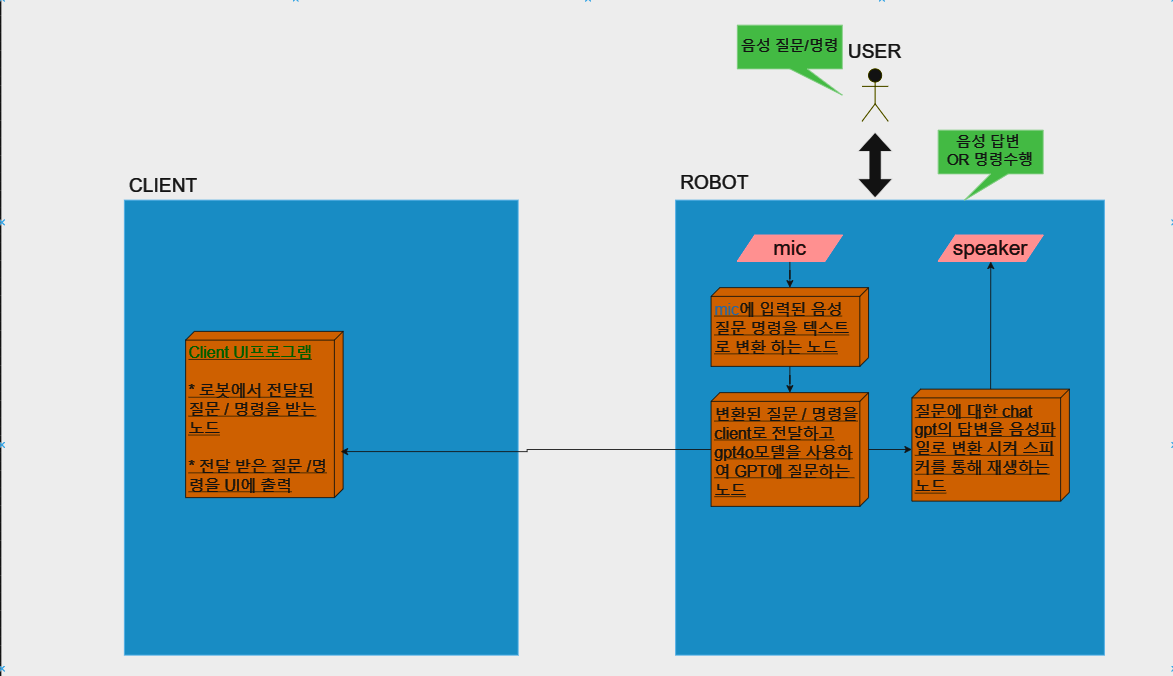 음성 질문/명령
USER
음성 답변
OR 명령수행
CLIENT
ROBOT
mic
speaker
mic에 입력된 음성
질문 명령을 텍스트
로 변환 하는 노드
Client UI프로그램
* 로봇에서 전달된
질문 / 명령을 받는
노드
* 전달 받은 질문 /명
령을 UI에 출력
변환된 질문 / 명령을
client로 전달하고
gpt4o모델을 사용하
여 GPT에 질문하는
노드
질문에 대한 chat
gpt의 답변을 음성파
일로 변환 시켜 스피
커를 통해 재생하는
노드